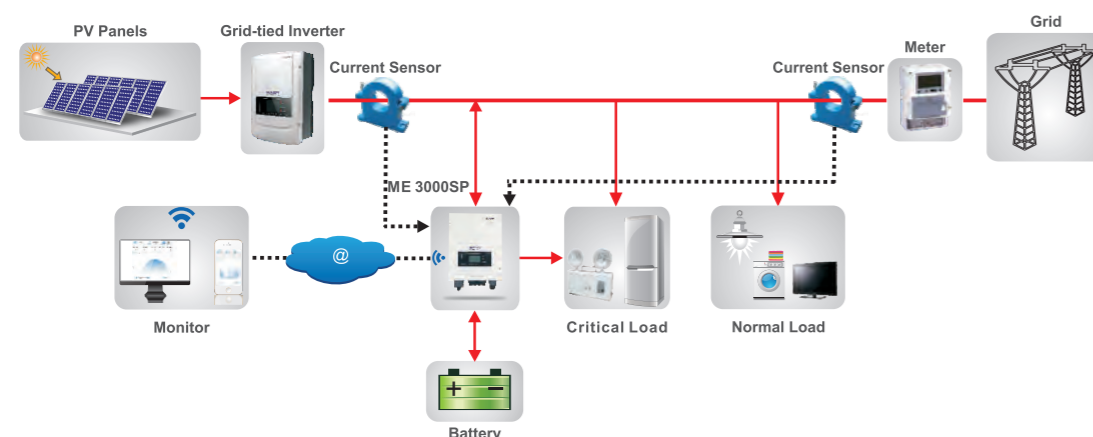 Grid
PV Panels
Grid-tied Inverter
Meter
Current Sensor
Current Sensor
ME 3000SP
@
Monitor
Critical Load
Normal Load
+ −
Battery